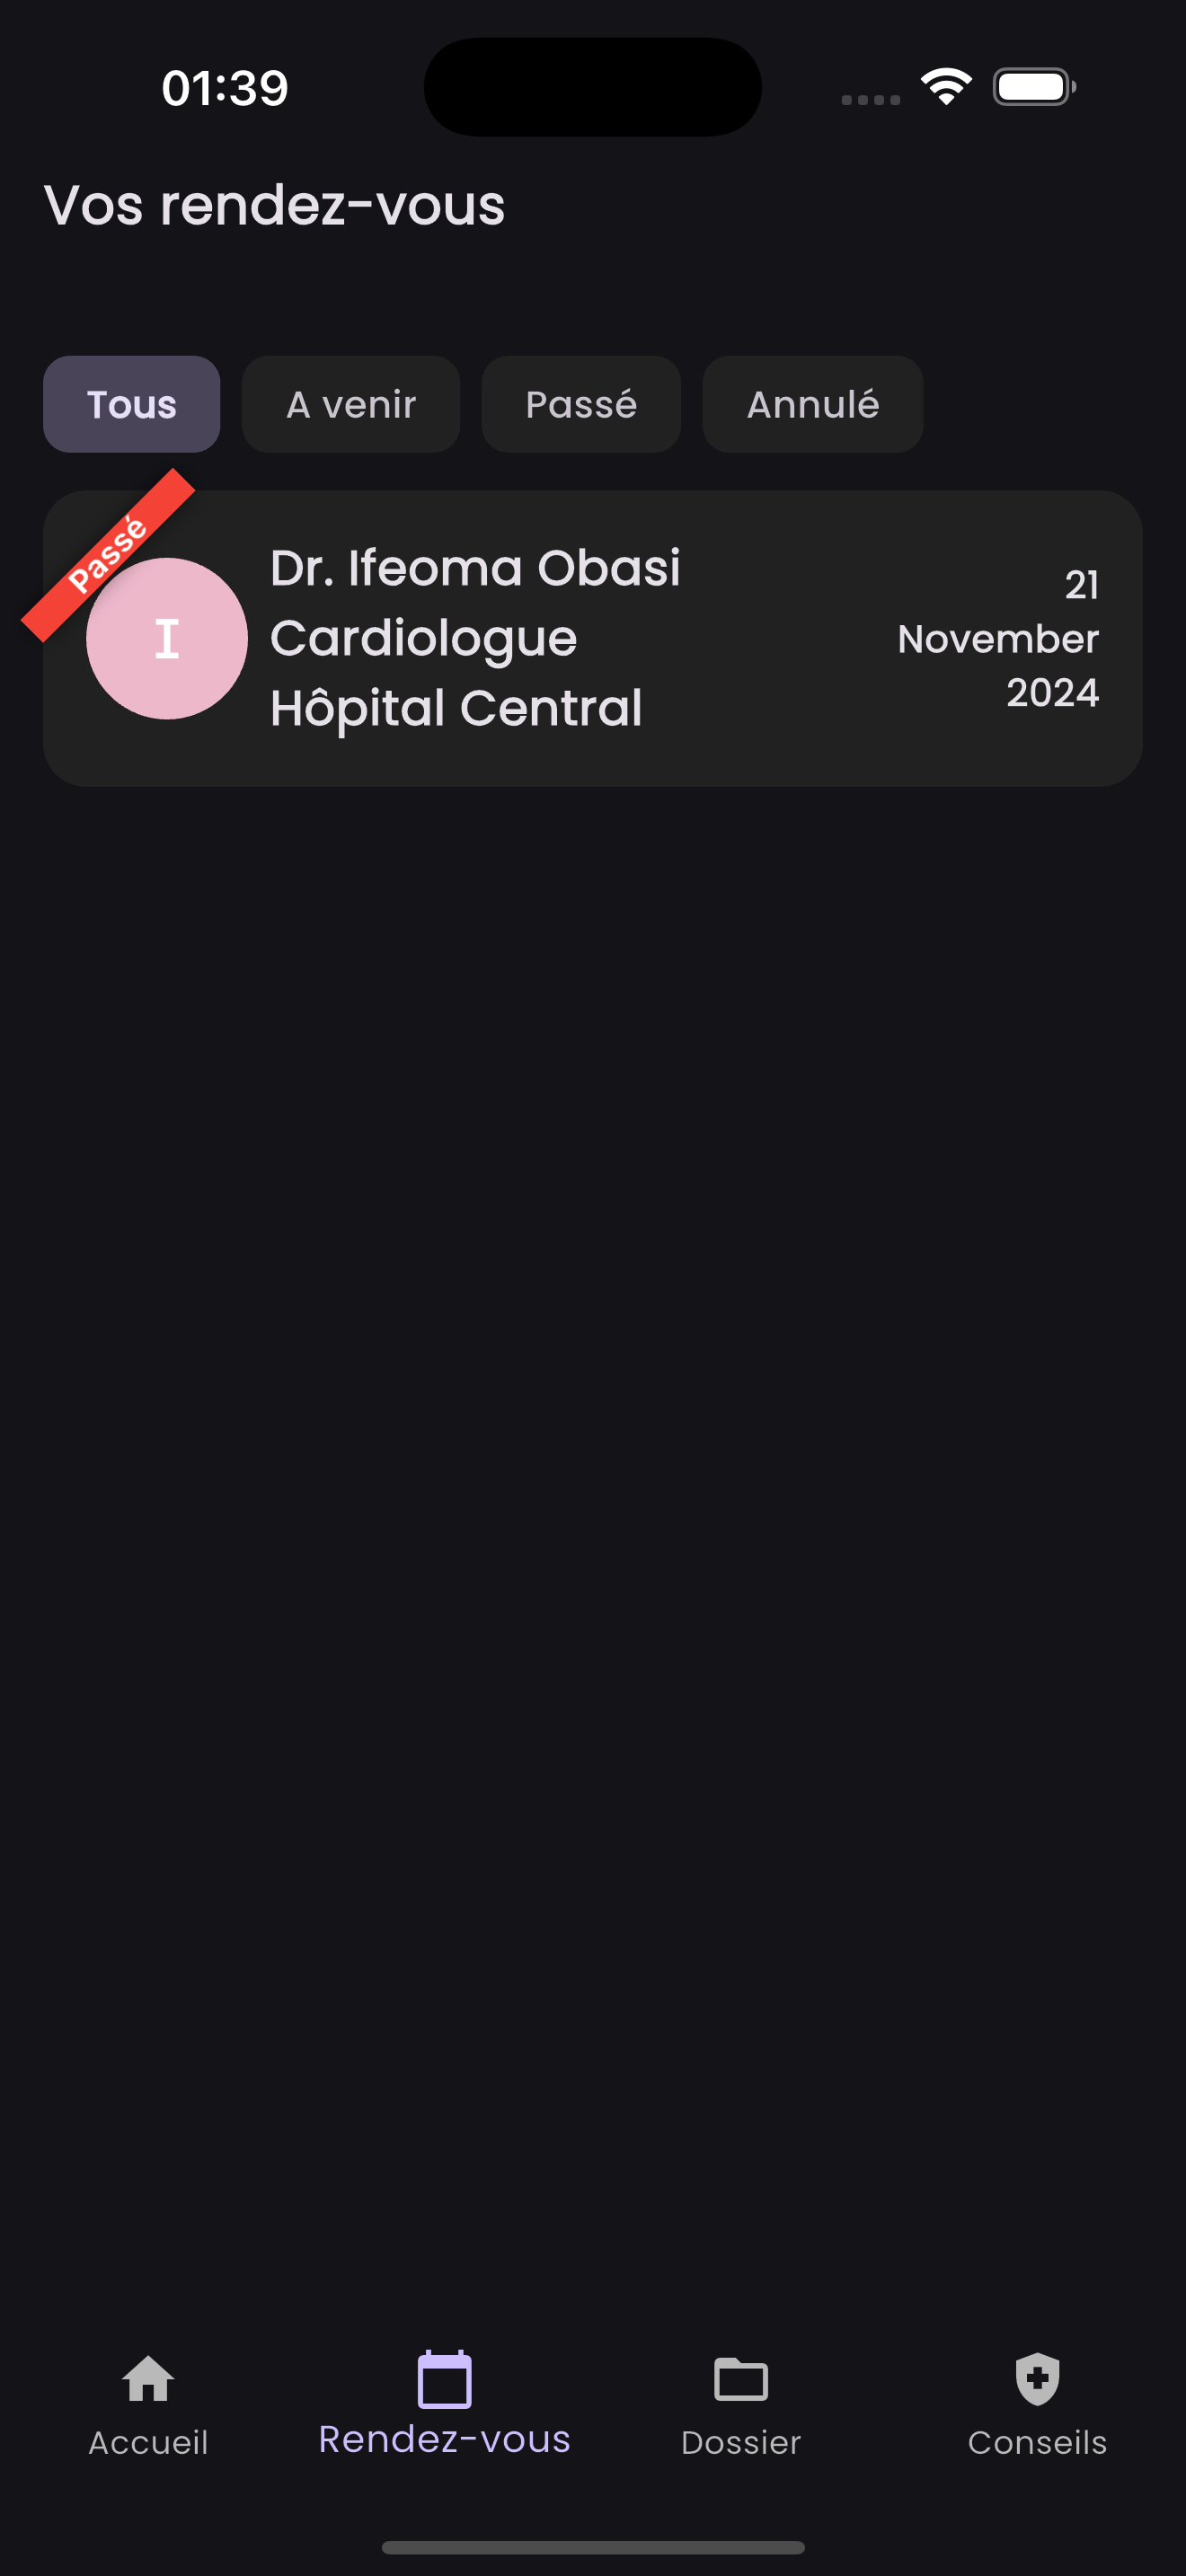 01:39
Vos rendez-vous
Tous
A venir
Passé
Annulé
Passé
I
Dr. Ifeoma Obasi
Cardiologue
Hôpital Central
21
November
2024
Accueil
Rendez-vous
Dossier
Conseils